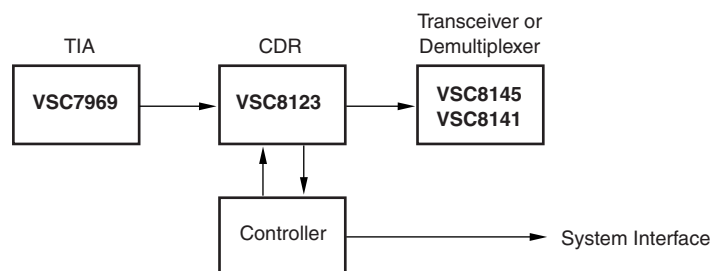 TIA
CDR
Transceiver or
Demultiplexer
VSC7969
VSC8123
VSC8145
VSC8141
Controller
System Interface